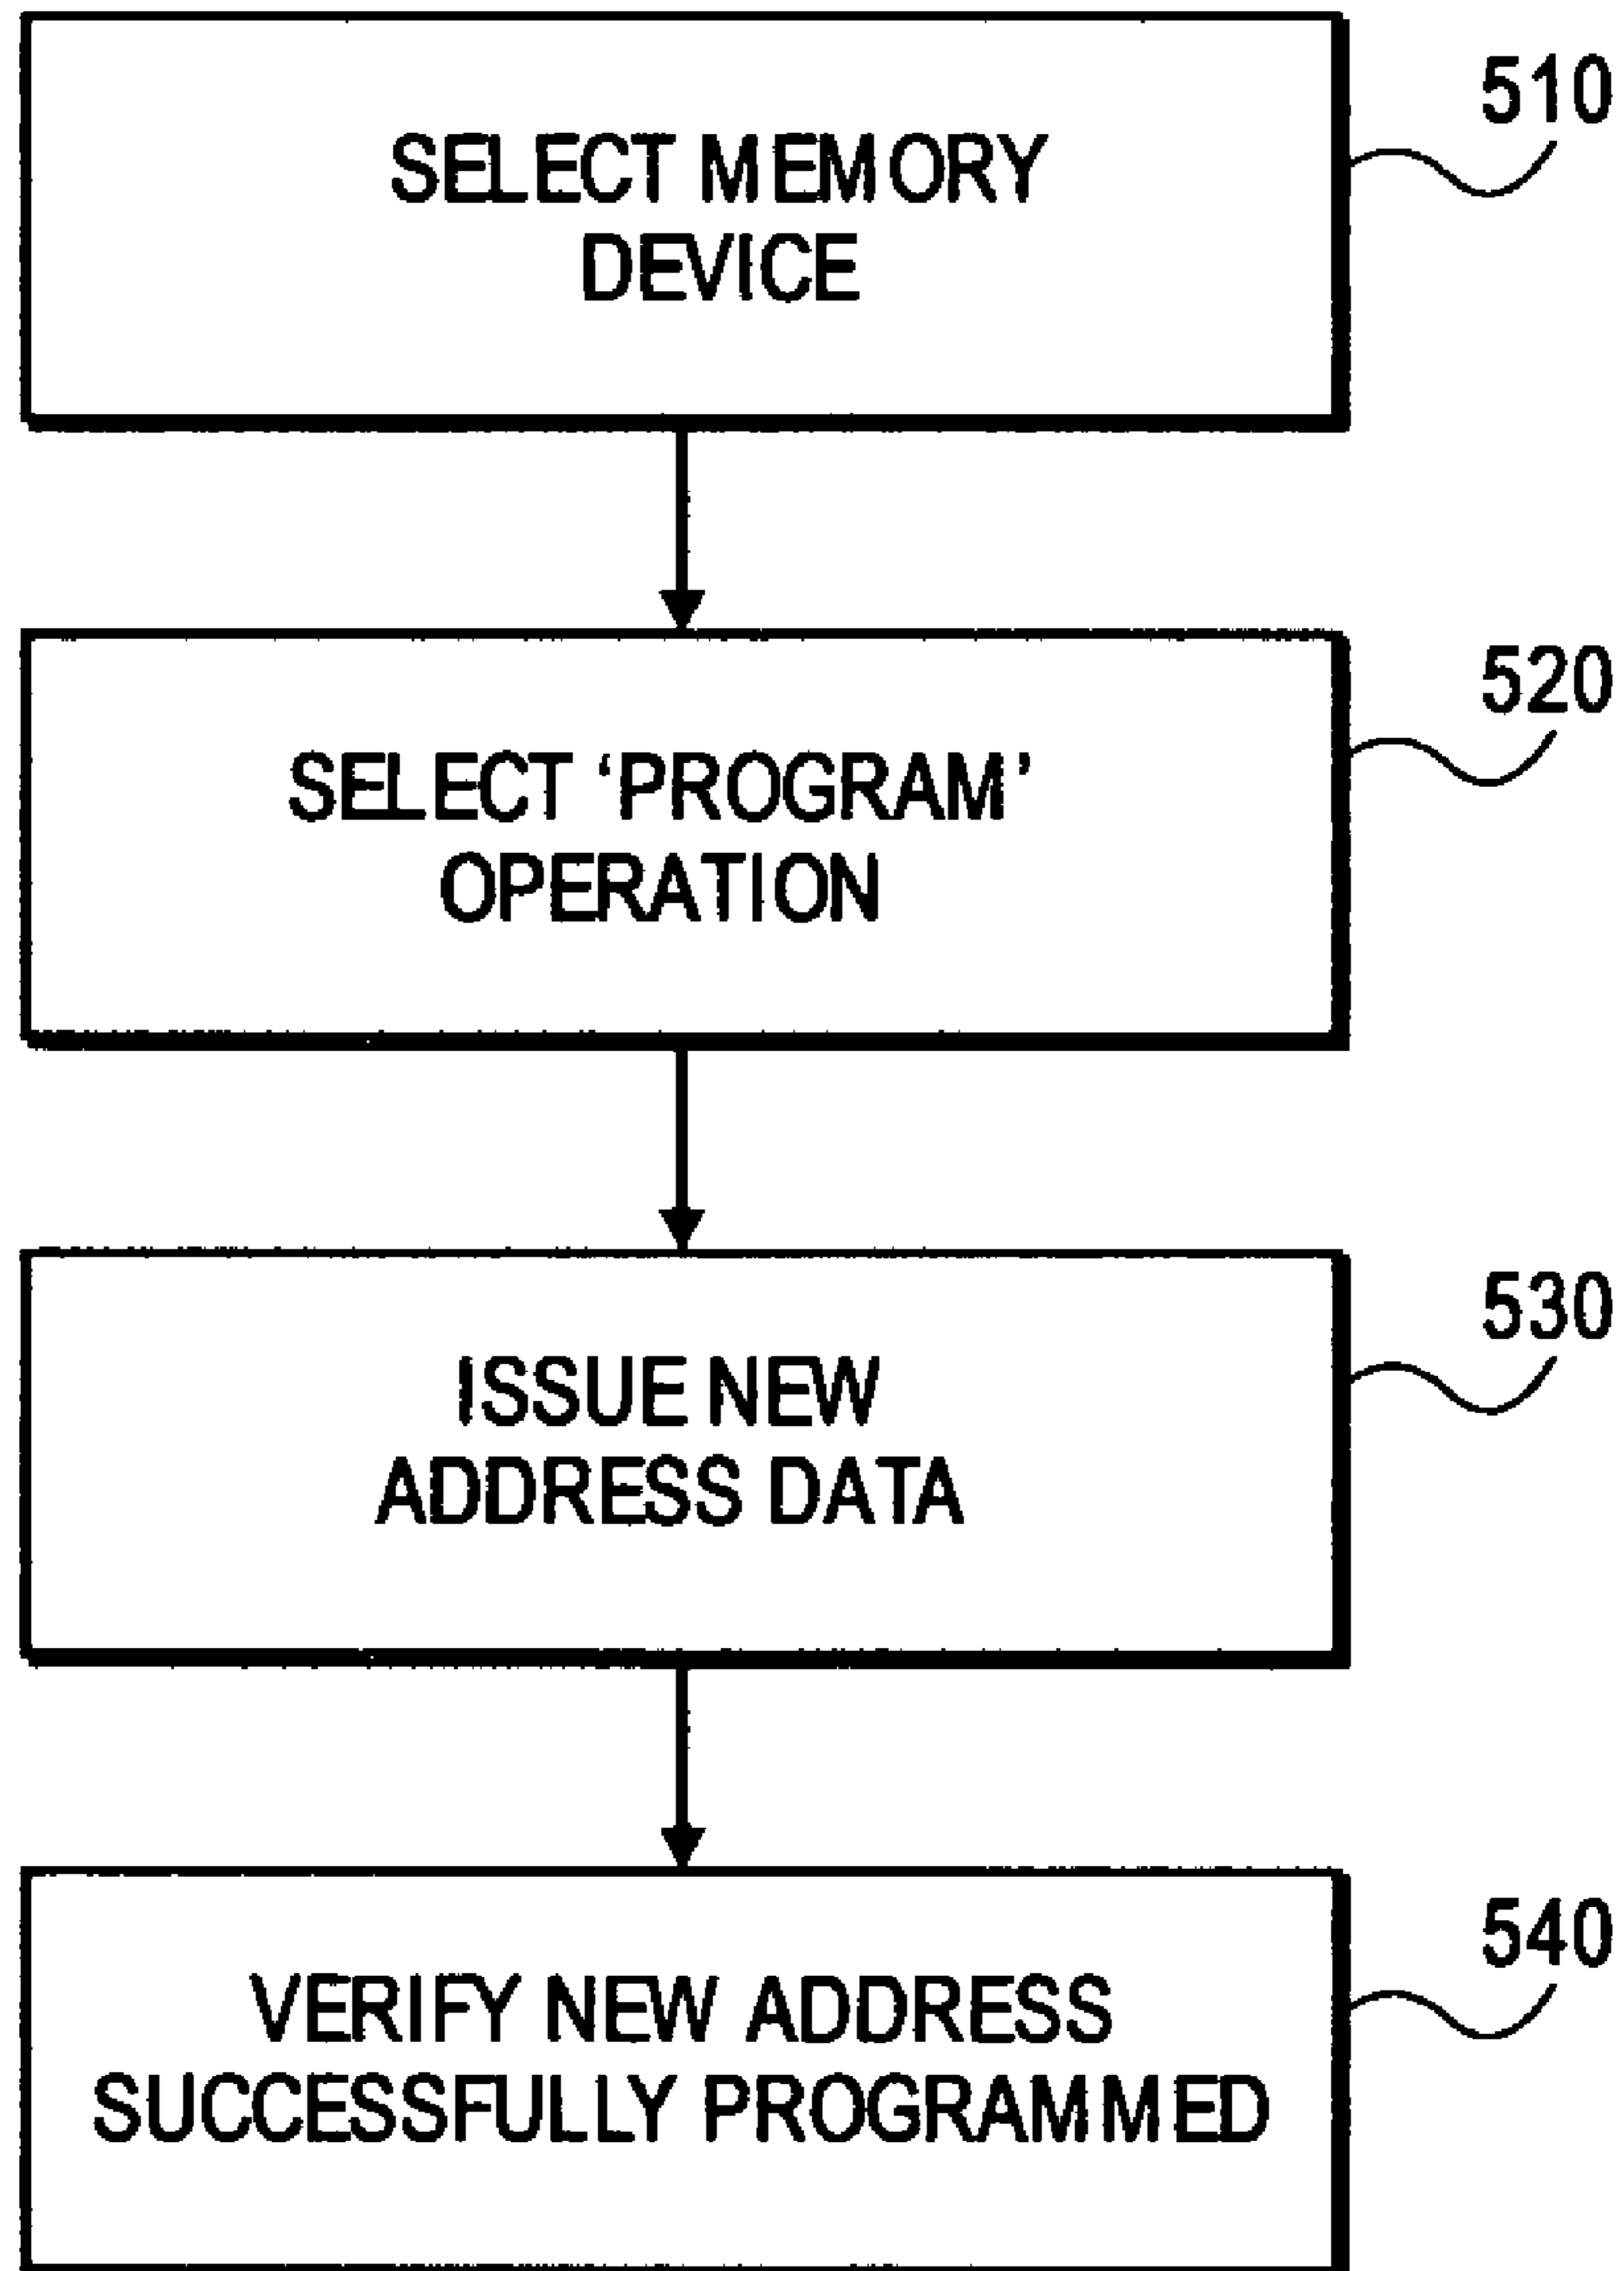 510
SELECT MEMORY
DEVICE
520
SELECT ‘PROGRAM’
OPERATION
530
ISSUE NEW
ADDRESS DATA
540
VERIFY NEW ADDRESS
SUCCESSFULLY PROGRAMMED